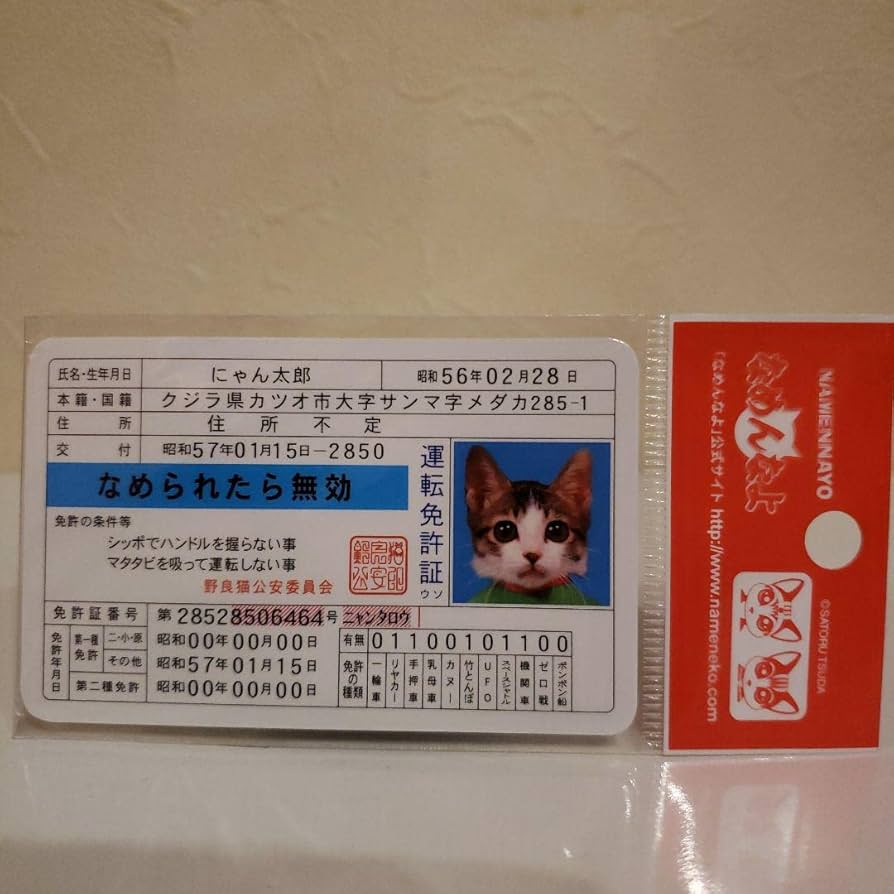 氏名・生年月日 にゃん太郎 昭和56年02月28日
本籍・国籍 クジラ県カツオ市大字サンマ字メダカ285-1
住所 住所不定
交付 昭和57年01月15日-2850
なめられたら無効
運転免許証
ウソ
免許の条件等
シッポでハンドルを握らない事
マタタビを吸って運転しない事
野良猫公安委員会
免許証番号 第28528506464号 ニャンタロウ
免許年月日
第一種免許 二・小・原 昭和00年00月00日
その他 昭和57年01月15日
第二種免許 昭和00年00月00日
有無 01100101100
免許の種類 一輪車 リヤカー 手押車 乳母車 カヌー 竹とんぼ UFO スペースシャトル 機関車 ゼロ戦 ポンポン船
NAMENNAYO
なめんなよ
「なめんなよ」公式サイト http://www.nameneko.com
©SATORU TSUDA